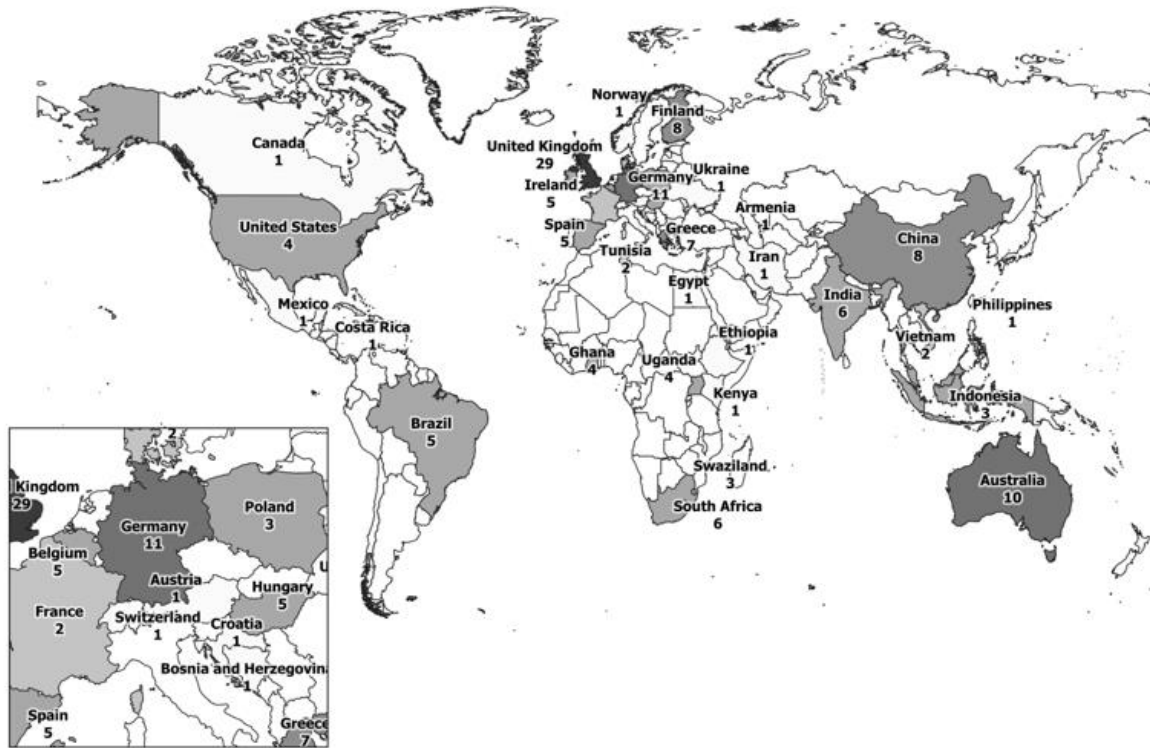 Norway
1
Finland
8
Canada
1
United Kingdom
29
Germany
11
Ukraine
1
Ireland
5
Armenia
1
United States
4
Spain
5
Greece
7
China
8
Tunisia
2
Iran
1
Egypt
1
India
6
Mexico
1
Philippines
1
Costa Rica
1
Ethiopia
1
Vietnam
2
Ghana
4
Uganda
4
Kenya
1
Indonesia
3
Brazil
5
Swaziland
3
Australia
10
South Africa
6
2
Kingdom
29
Poland
3
Germany
11
Belgium
5
Austria
1
Hungary
5
U
France
2
Switzerland
1
Croatia
1
Bosnia and Herzegovina
1
Spain
5
Greece
7